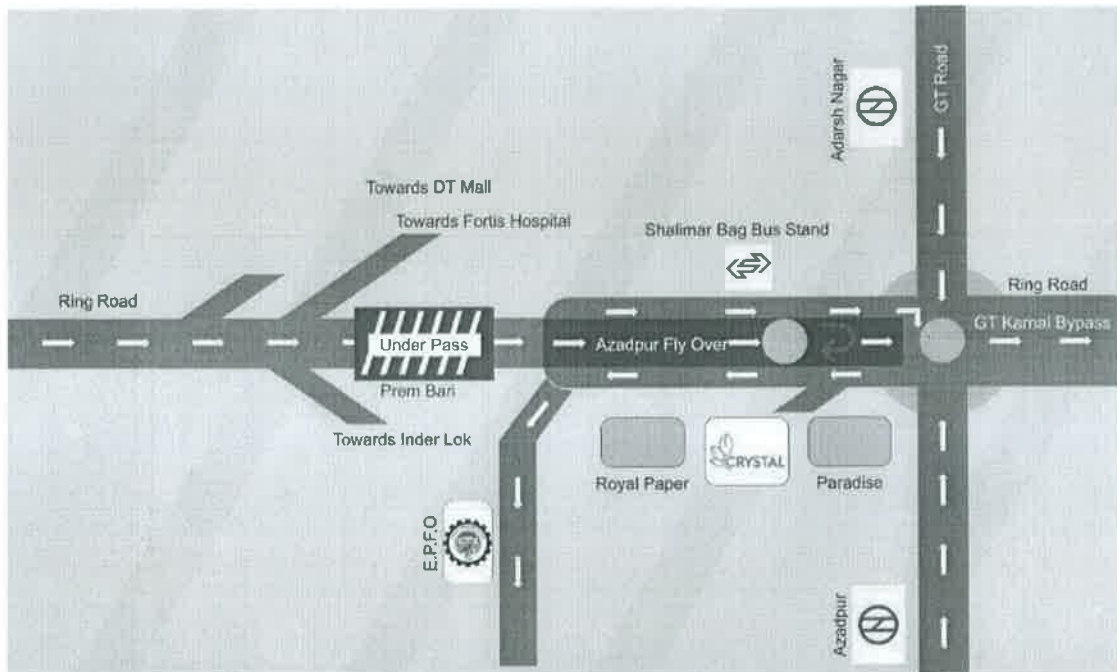 GT Road
Adarsh Nagar
Towards DT Mall
Towards Fortis Hospital
Shalimar Bag Bus Stand
Ring Road
Ring Road
GT Karnal Bypass
Under Pass
Azadpur Fly Over
Prem Bari
Towards Inder Lok
CRYSTAL
Royal Paper
Paradise
E.P.F.O
Azadpur